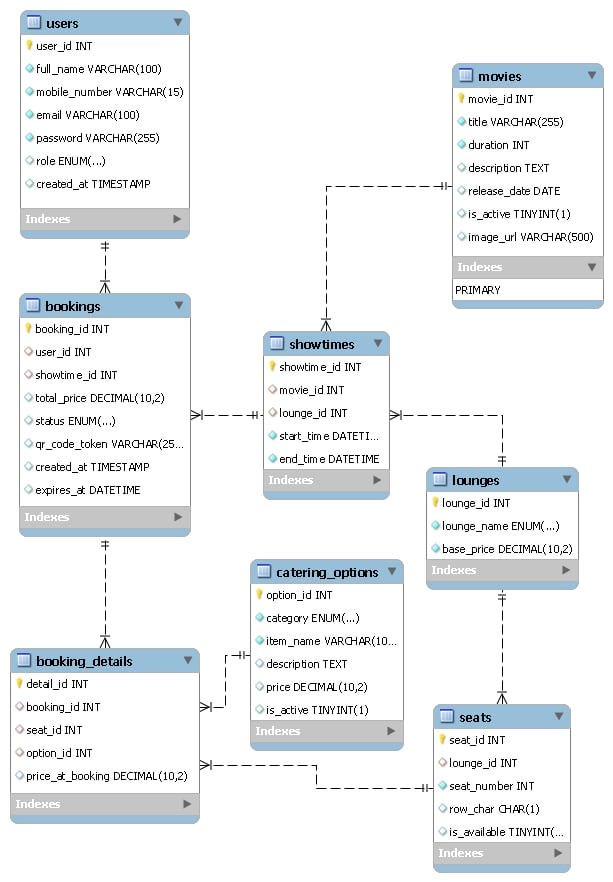 users
user_id INT
full_name VARCHAR(100)
mobile_number VARCHAR(15)
email VARCHAR(100)
password VARCHAR(255)
role ENUM(...)
created_at TIMESTAMP
Indexes
movies
movie_id INT
title VARCHAR(255)
duration INT
description TEXT
release_date DATE
is_active TINYINT(1)
image_url VARCHAR(500)
Indexes
PRIMARY
bookings
booking_id INT
user_id INT
showtime_id INT
total_price DECIMAL(10,2)
status ENUM(...)
qr_code_token VARCHAR(25...
created_at TIMESTAMP
expires_at DATETIME
Indexes
showtimes
showtime_id INT
movie_id INT
lounge_id INT
start_time DATETI...
end_time DATETIME
Indexes
lounges
lounge_id INT
lounge_name ENUM(...)
base_price DECIMAL(10,2)
Indexes
catering_options
option_id INT
category ENUM(...)
item_name VARCHAR(10...
description TEXT
price DECIMAL(10,2)
is_active TINYINT(1)
Indexes
booking_details
detail_id INT
booking_id INT
seat_id INT
option_id INT
price_at_booking DECIMAL(10,2)
Indexes
seats
seat_id INT
lounge_id INT
seat_number INT
row_char CHAR(1)
is_available TINYINT(...
Indexes